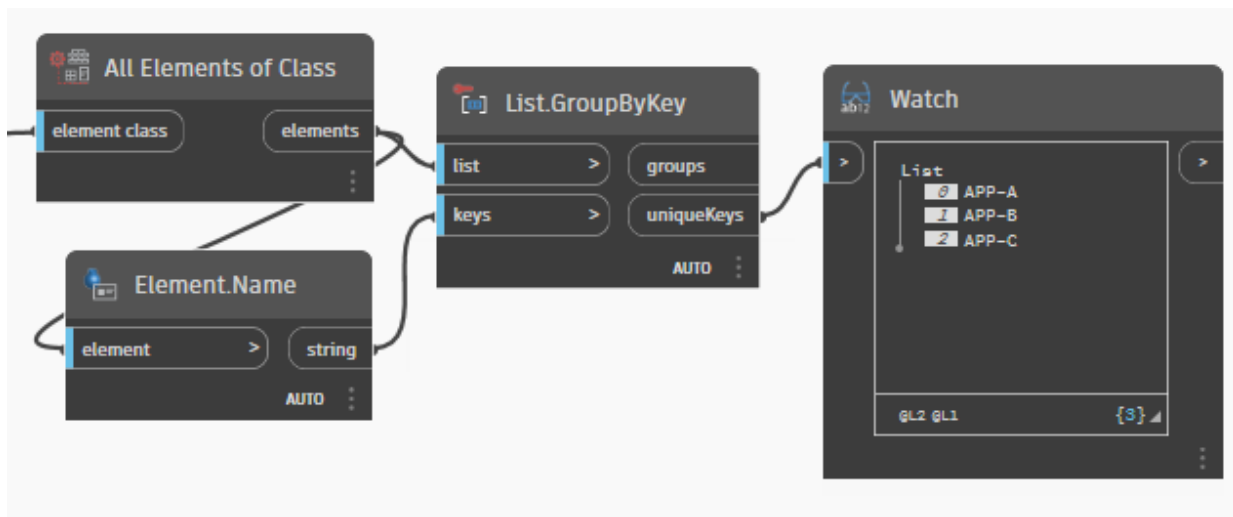 All Elements of Class
element class
elements
Element.Name
element >
string
AUTO
List.GroupByKey
list >
groups
keys >
uniqueKeys
AUTO
Watch
ab12
>
>
List
0 APP-A
1 APP-B
2 APP-C
@L2 @L1
{3}